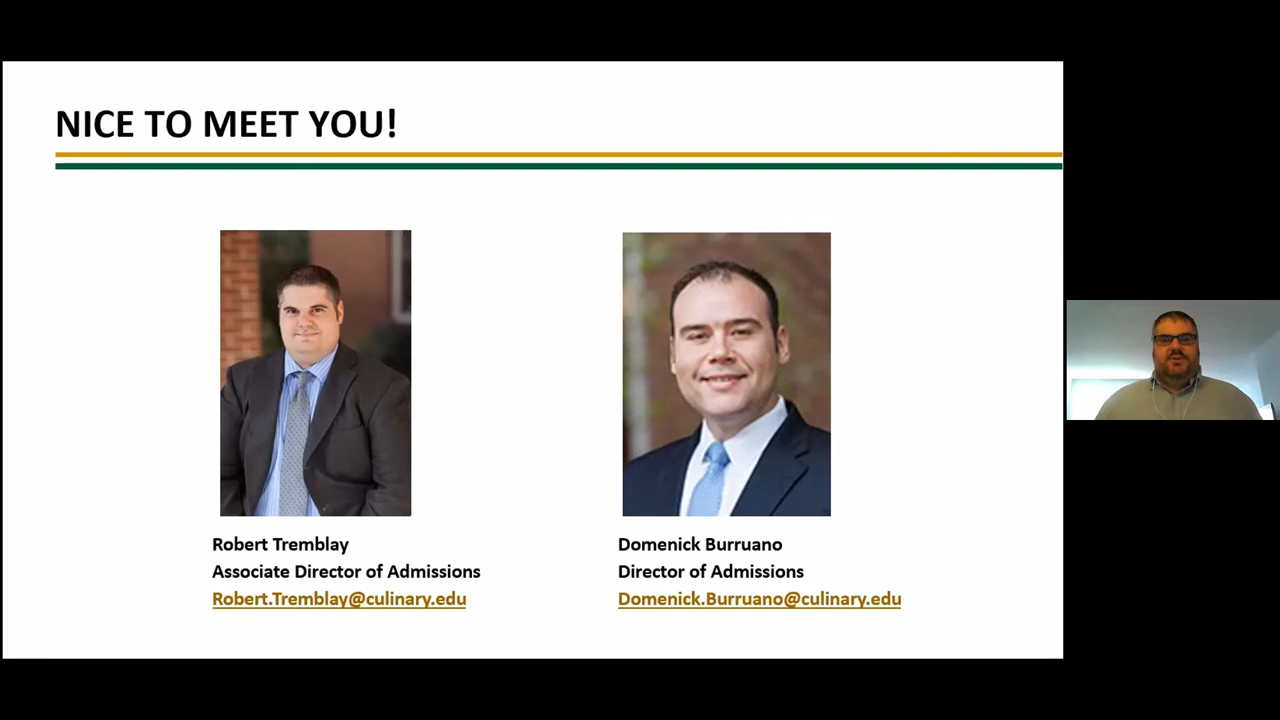 NICE TO MEET YOU!
Robert Tremblay
Associate Director of Admissions
Robert.Tremblay@culinary.edu
Domenick Burruano
Director of Admissions
Domenick.Burruano@culinary.edu